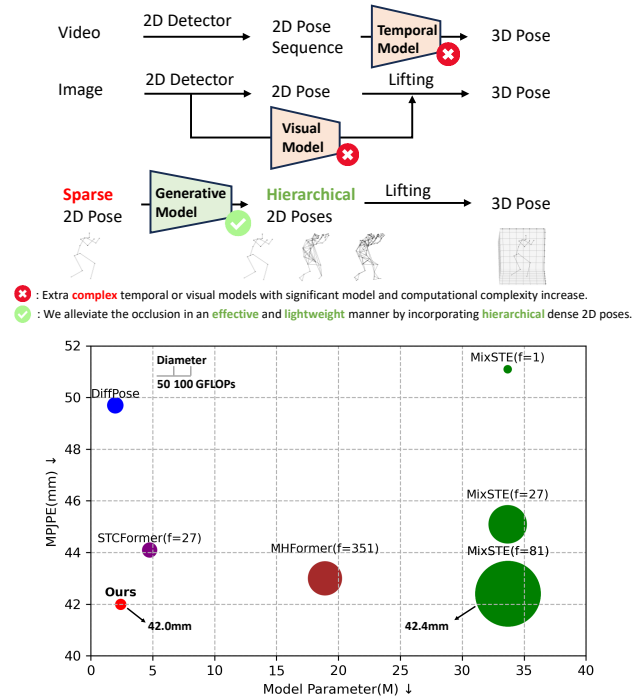 Video
2D Detector
2D Pose
Sequence
Temporal
Model
3D Pose
Image
2D Detector
2D Pose
Lifting
3D Pose
Visual
Model
Sparse
2D Pose
Generative
Model
Hierarchical
2D Poses
Lifting
3D Pose
: Extra complex temporal or visual models with significant model and computational complexity increase.
: We alleviate the occlusion in an effective and lightweight manner by incorporating hierarchical dense 2D poses.
52
50
48
46
44
42
40
MPJPE(mm) ↓
Diameter
50 100 GFLOPs
MixSTE(f=1)
DiffPose
MixSTE(f=27)
STCFormer(f=27)
MHFormer(f=351)
MixSTE(f=81)
Ours
42.0mm
42.4mm
0 5 10 15 20 25 30 35 40
Model Parameter(M) ↓